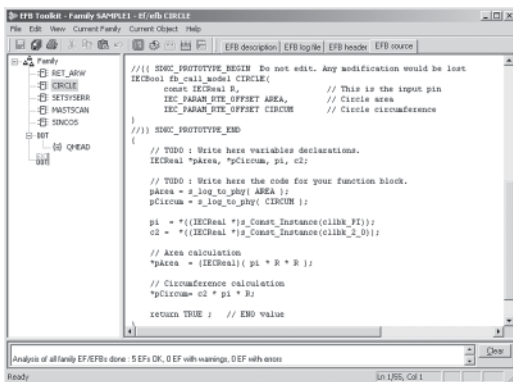 EFB Toolkit - Family SAMPLE1 - Ef/efb CIRCLE
File Edit View Current Family Current Object Help
EFB description EFB log file EFB header EFB source
Family
RET_ARW
CIRCLE
SETSYSERR
MASTSCAN
SINCOS
DDT
QHEAD
//{{ SDKC_PROTOTYPE_BEGIN Do not edit. Any modification would be lost
IECBool fb_call_model CIRCLE(
const IECReal R, // This is the input pin
IEC_PARAM_RTE_OFFSET AREA, // Circle area
IEC_PARAM_RTE_OFFSET CIRCUM // Circle circumference
)
//}} SDKC_PROTOTYPE_END
{
// TODO : Write here variables declarations.
IECReal *pArea, *pCircum, pi, c2;
// TODO : Write here the code for your function block.
pArea = s_log_to_phy( AREA );
pCircum = s_log_to_phy( CIRCUM );
pi = *((IECReal *)s_Const_Instance(clibk_PI));
c2 = *((IECReal *)s_Const_Instance(clibk_2_0));
// Area calculation
*pArea = (IECReal)( pi * R * R );
// Circumference calculation
*pCircum= c2 * pi * R;
return TRUE ; // ENO value
Analysis of all family EF/EFBs done : 5 EFs OK, 0 EF with warnings, 0 EF with errors
Clear
Ready
Ln 1/55, Col 1